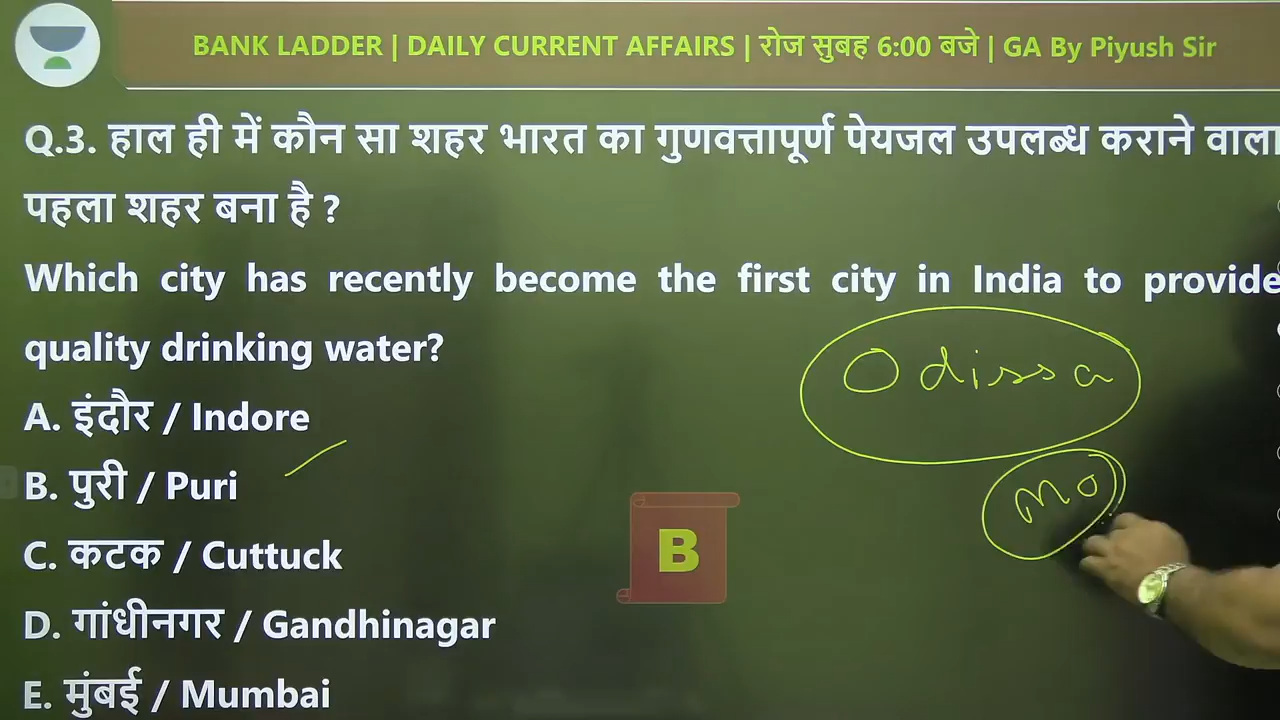 BANK LADDER | DAILY CURRENT AFFAIRS | रोज सुबह 6:00 बजे | GA By Piyush Sir
Q.3. हाल ही में कौन सा शहर भारत का गुणवत्तापूर्ण पेयजल उपलब्ध कराने वाला
पहला शहर बना है ?
Which city has recently become the first city in India to provide
quality drinking water?
Odissa
A. इंदौर / Indore
B. पुरी / Puri
Mo
B
C. कटक / Cuttuck
D. गांधीनगर / Gandhinagar
E. मुंबई / Mumbai